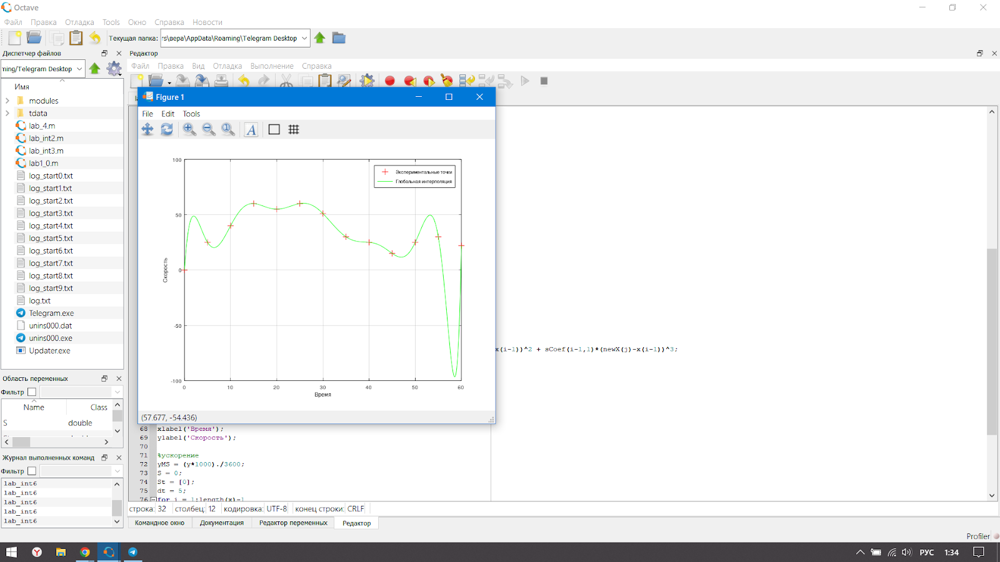 Octave
Файл Правка Отладка Tools Окно Справка Новости
Текущая папка: rs\вера\AppData\Roaming\Telegram Desktop
Диспетчер файлов
Редактор
ning/Telegram Desktop
Файл Правка Вид Отладка Выполнение Справка
Имя
modules
tdata
lab_4.m
lab_int2.m
lab_int3.m
lab1_0.m
log_start0.txt
log_start1.txt
log_start2.txt
log_start3.txt
log_start4.txt
log_start5.txt
log_start6.txt
log_start7.txt
log_start8.txt
log_start9.txt
log.txt
Telegram.exe
unins000.dat
unins000.exe
Updater.exe
Figure 1
File Edit Tools
A
100
50
0
-50
-100
0 10 20 30 40 50 60
Время
Скорость
Экспериментальные точки
Глобальная интерполяция
(57.677, -54.436)
x(i-1))^2 + sCoef(i-1,1)*(newX(j)-x(i-1))^3;
68 xlabel('Время');
69 ylabel('Скорость');
70
71 %ускорение
72 yMS = (y*1000)./3600;
73 S = 0;
74 St = [0];
75 dt = 5;
76 for i = 1:length(x)-1
строка: 32 столбец: 12 кодировка: UTF-8 конец строки: CRLF
Область переменных
Фильтр
Name Class
S double
Журнал выполненных команд
Фильтр
lab_int6
lab_int6
lab_int6
lab_int6
lab_int6
Командное окно Документация Редактор переменных Редактор
Profiler
РУС 1:34